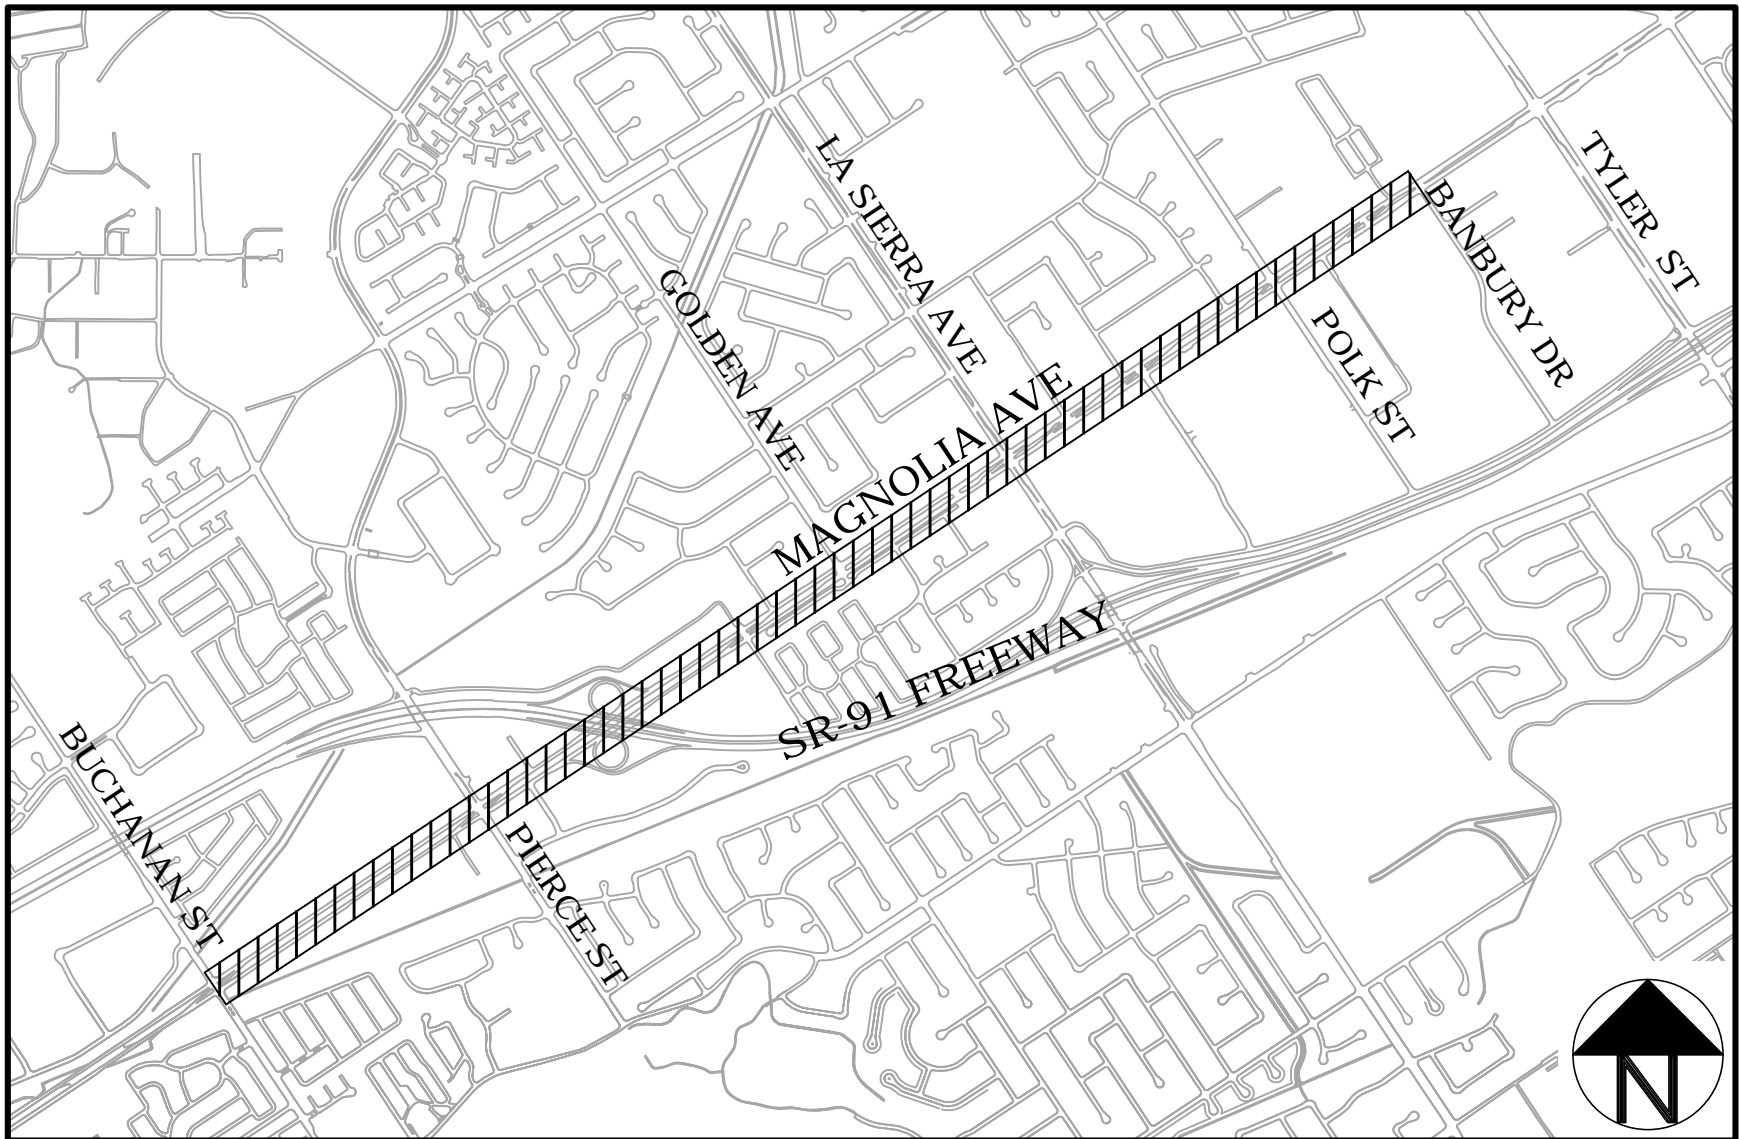 LA SIERRA AVE
TYLER ST
BANBURY DR
GOLDEN AVE
POLK ST
MAGNOLIA AVE
SR-91 FREEWAY
BUCHANAN ST
PIERCE ST
N